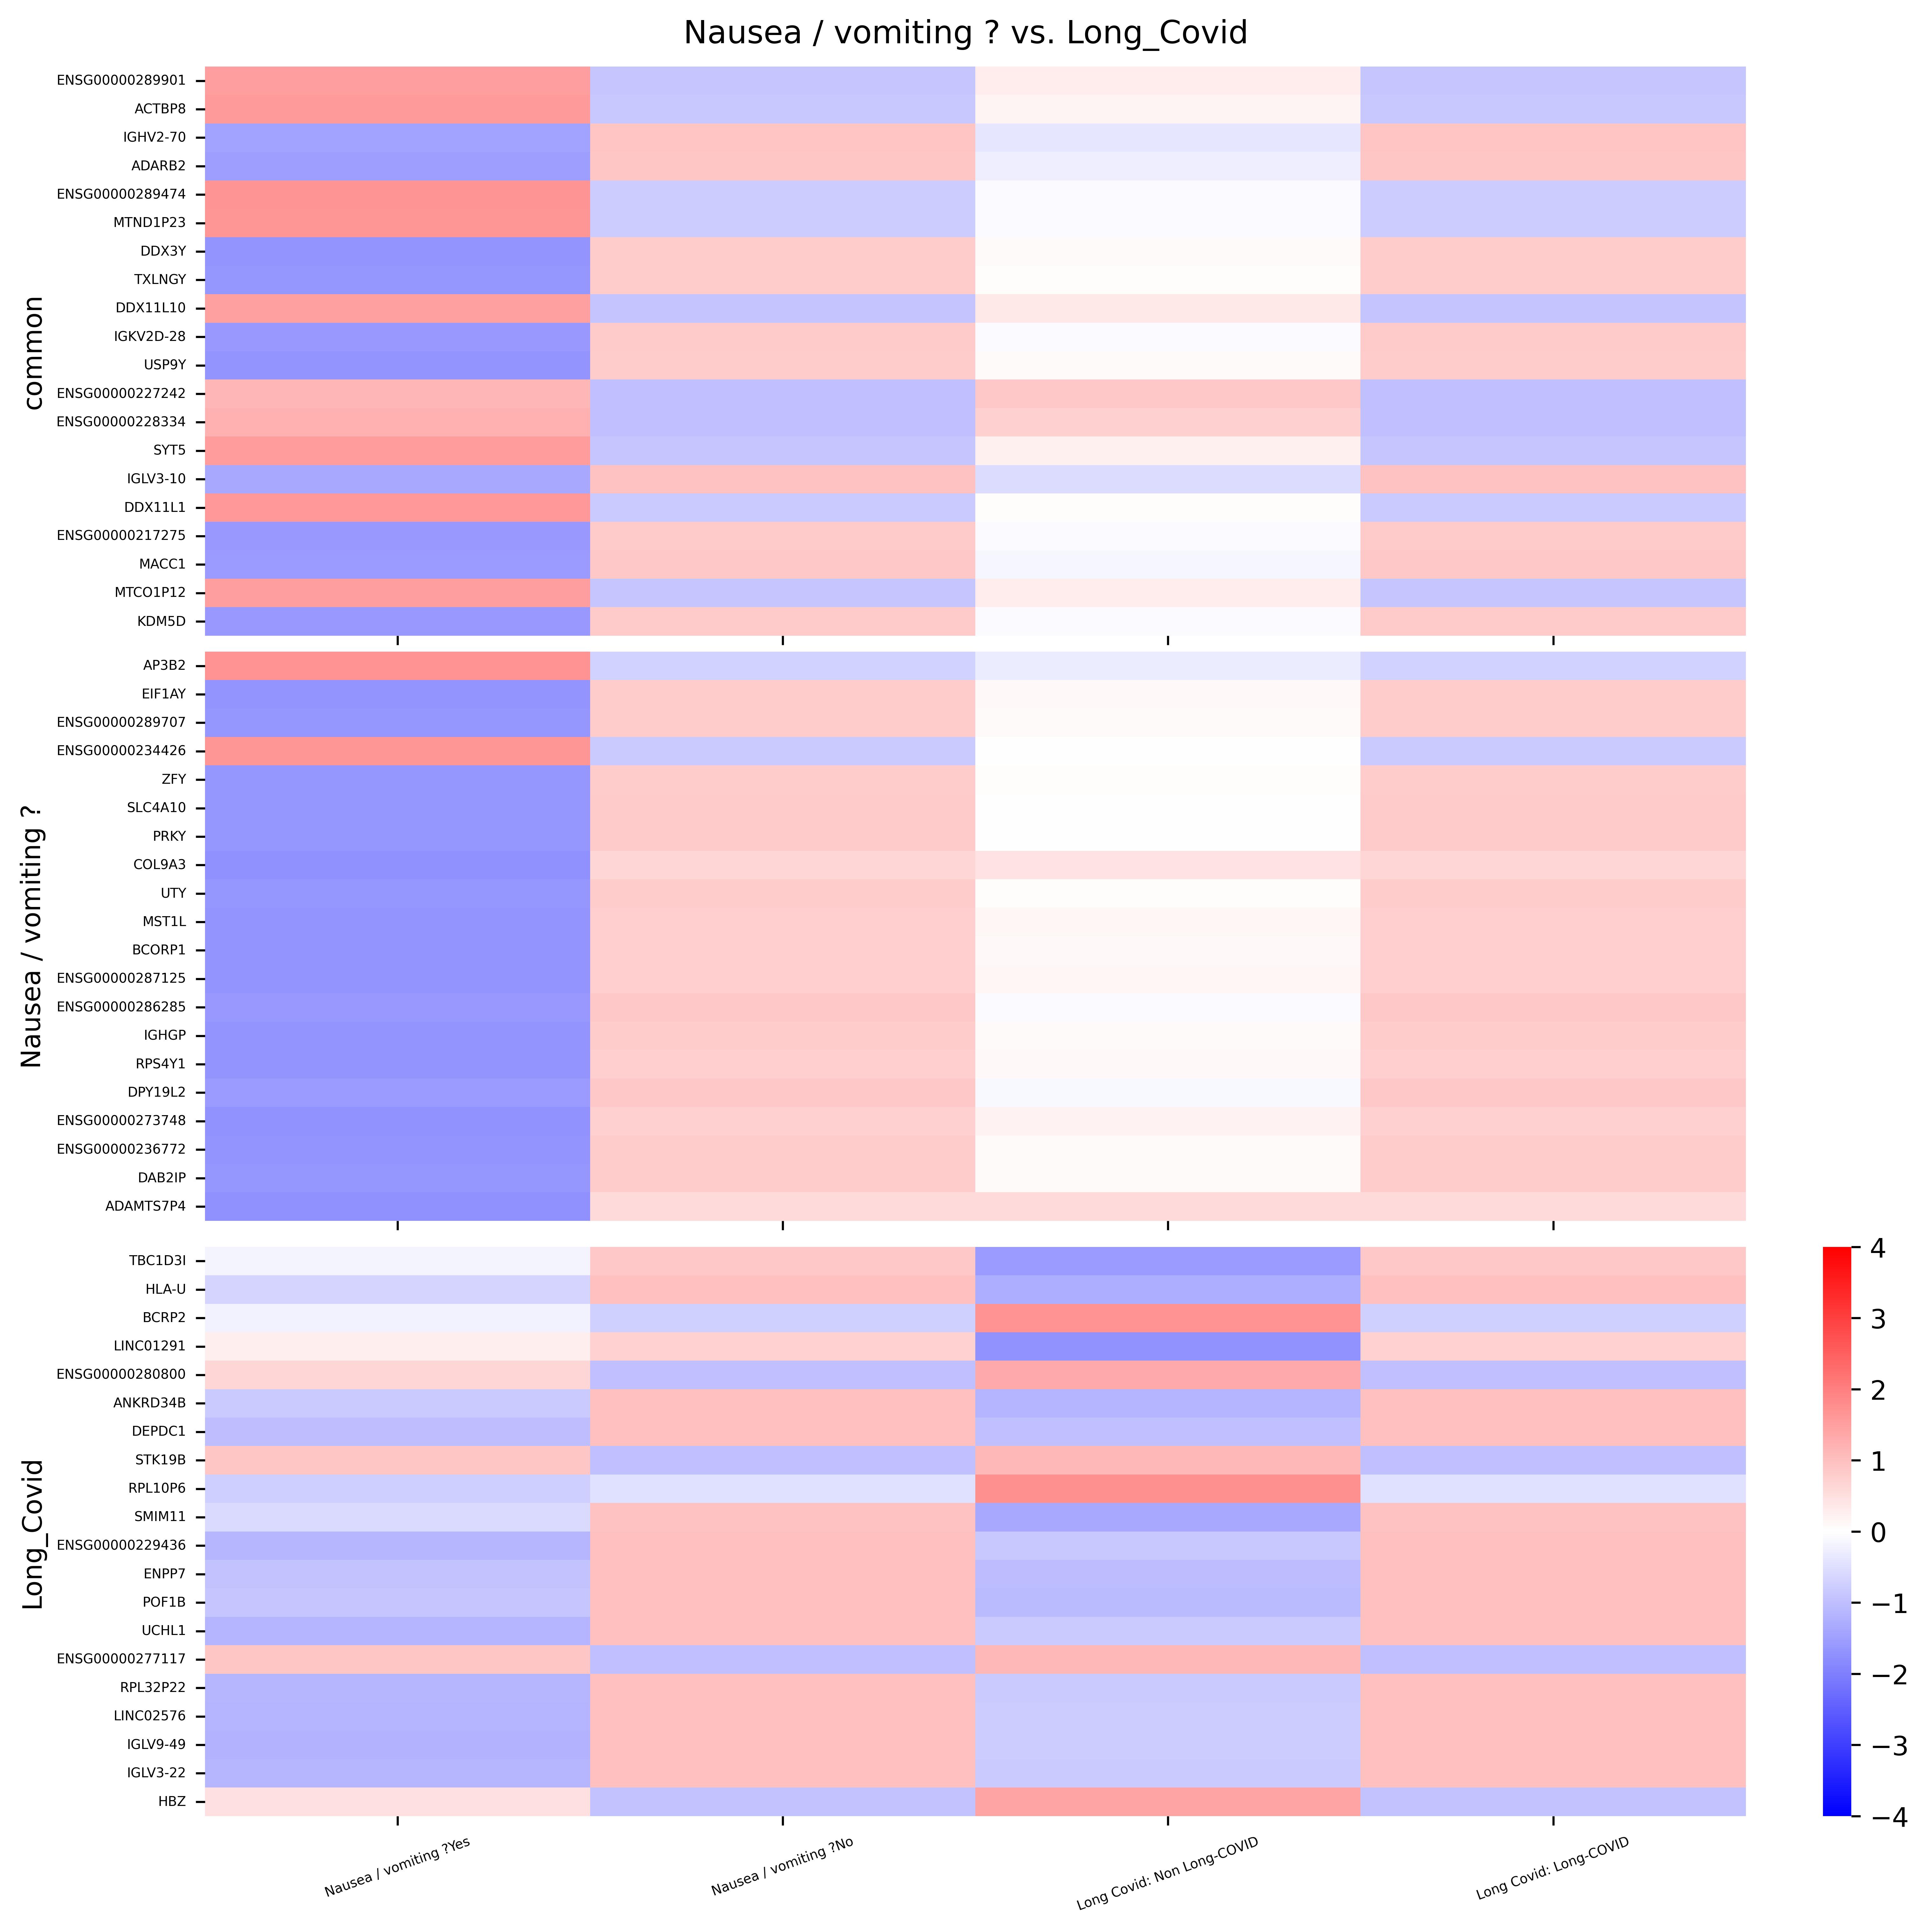 Nausea / vomiting ? vs. Long_Covid
common
ENSG00000289901
ACTBP8
IGHV2-70
ADARB2
ENSG00000289474
MTND1P23
DDX3Y
TXLNGY
DDX11L10
IGKV2D-28
USP9Y
ENSG00000227242
ENSG00000228334
SYT5
IGLV3-10
DDX11L1
ENSG00000217275
MACC1
MTCO1P12
KDM5D
Nausea / vomiting ?
AP3B2
EIF1AY
ENSG00000289707
ENSG00000234426
ZFY
SLC4A10
PRKY
COL9A3
UTY
MST1L
BCORP1
ENSG00000287125
ENSG00000286285
IGHGP
RPS4Y1
DPY19L2
ENSG00000273748
ENSG00000236772
DAB2IP
ADAMTS7P4
Long_Covid
TBC1D3I
HLA-U
BCRP2
LINC01291
ENSG00000280800
ANKRD34B
DEPDC1
STK19B
RPL10P6
SMIM11
ENSG00000229436
ENPP7
POF1B
UCHL1
ENSG00000277117
RPL32P22
LINC02576
IGLV9-49
IGLV3-22
HBZ
Nausea / vomiting ?Yes
Nausea / vomiting ?No
Long Covid: Non Long-COVID
Long Covid: Long-COVID
4
3
2
1
0
−1
−2
−3
−4